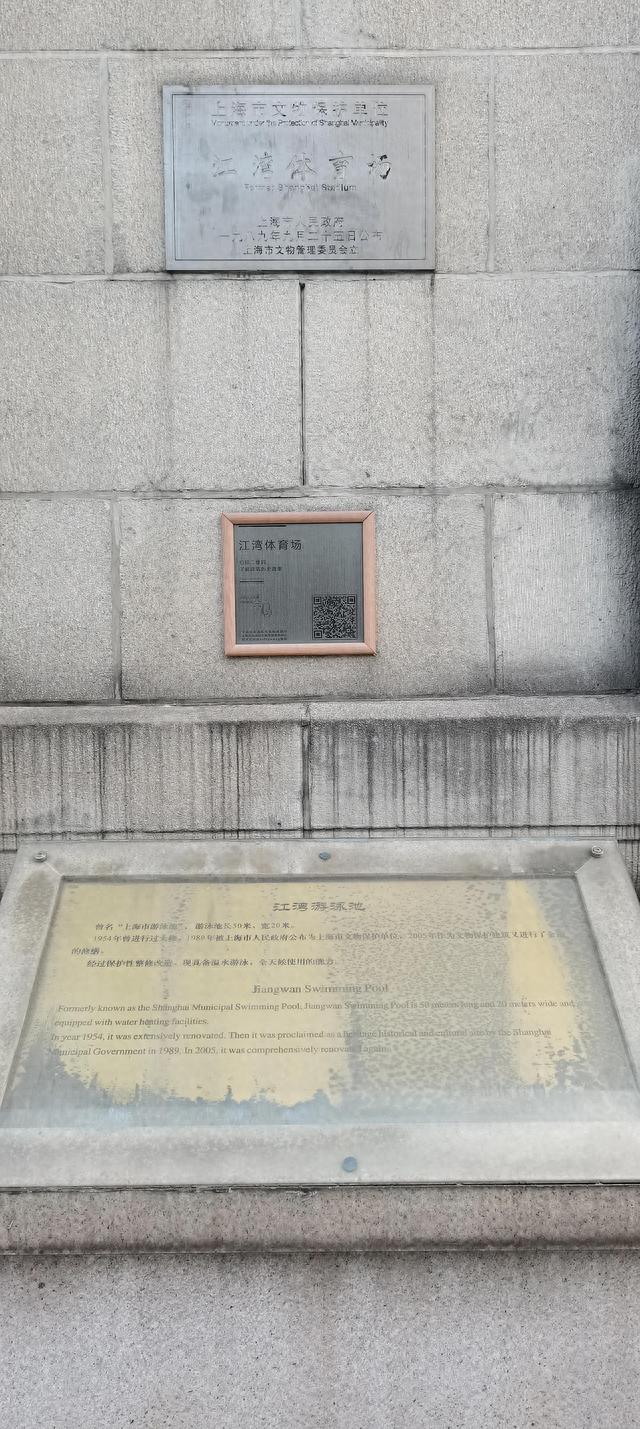 上海市文物保护单位
Monument under the Protection of Shanghai Municipality
江湾体育场
Former Shanghai Stadium
上海市人民政府
一九八九年九月二十五日公布
上海市文物管理委员会立
江湾体育场
扫描二维码
江湾游泳池
曾名“上海市游泳池”，游泳池长50米、宽20米。
1954年曾进行过大修。1989年被上海市人民政府公布为上海市文物保护单位。2005年作为文物保护建筑又进行了全面
的修缮。
经过保护性整修改造，现具备温水游泳、全天候使用的能力。
Jiangwan Swimming Pool
Formerly known as the Shanghai Municipal Swimming Pool, Jiangwan Swimming Pool is 50 meters long and 20 meters wide and
equipped with water heating facilities.
In year 1954, it was extensively renovated. Then it was proclaimed as a heritage historical and cultural site by the Shanghai
Municipal Government in 1989. In 2005, it was comprehensively renovated again.